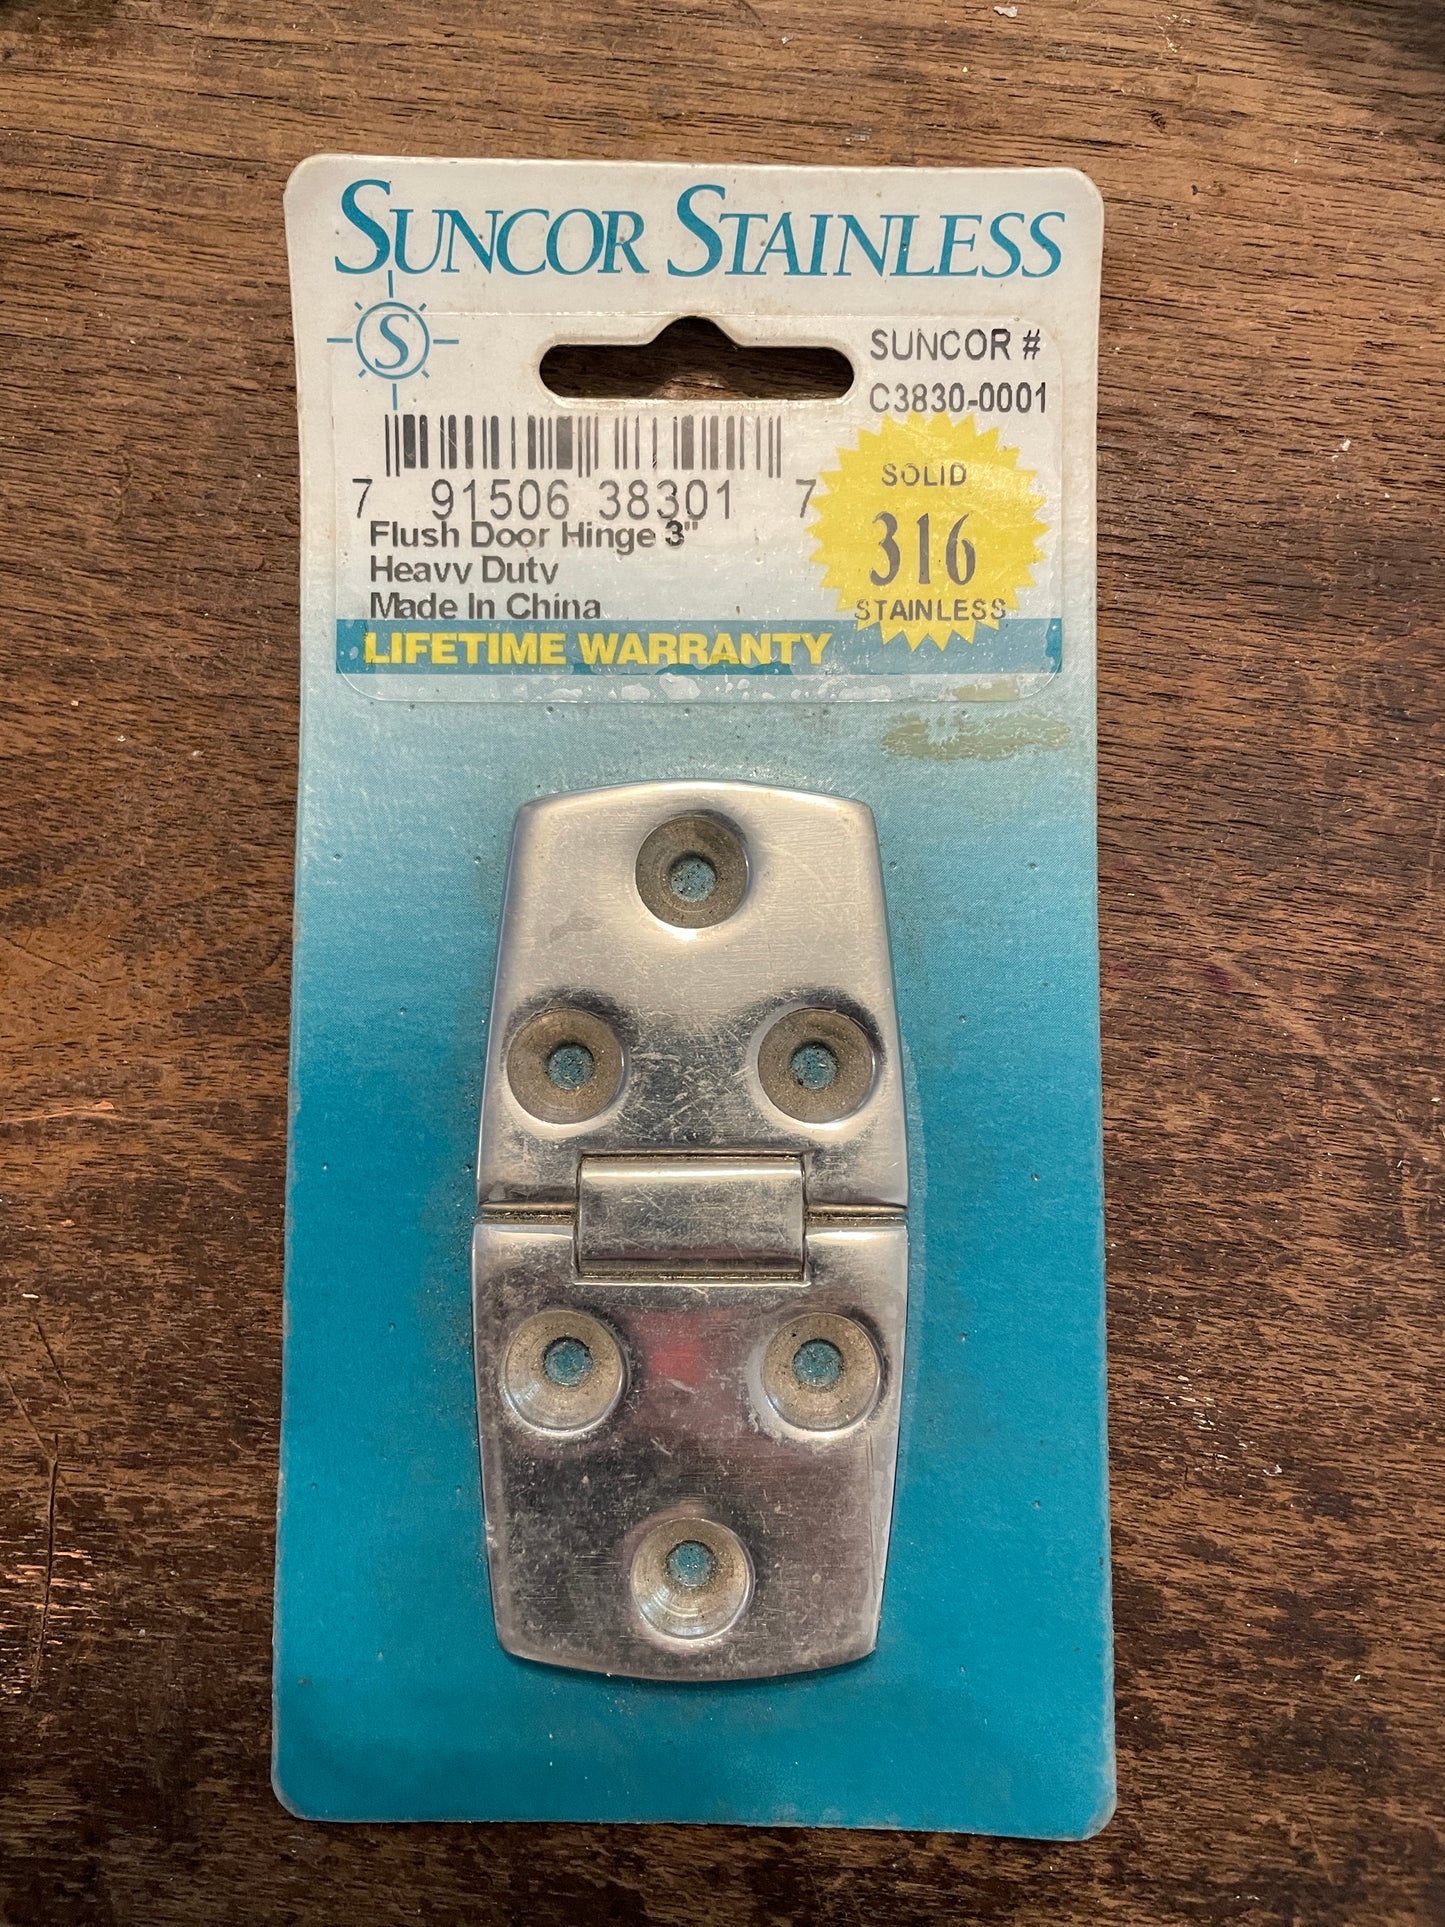 SUNCOR STAINLESS
S
SUNCOR #
C3830-0001
7 91506 38301 7
Flush Door Hinge 3"
Heavy Duty
Made In China
SOLID
316
STAINLESS
LIFETIME WARRANTY